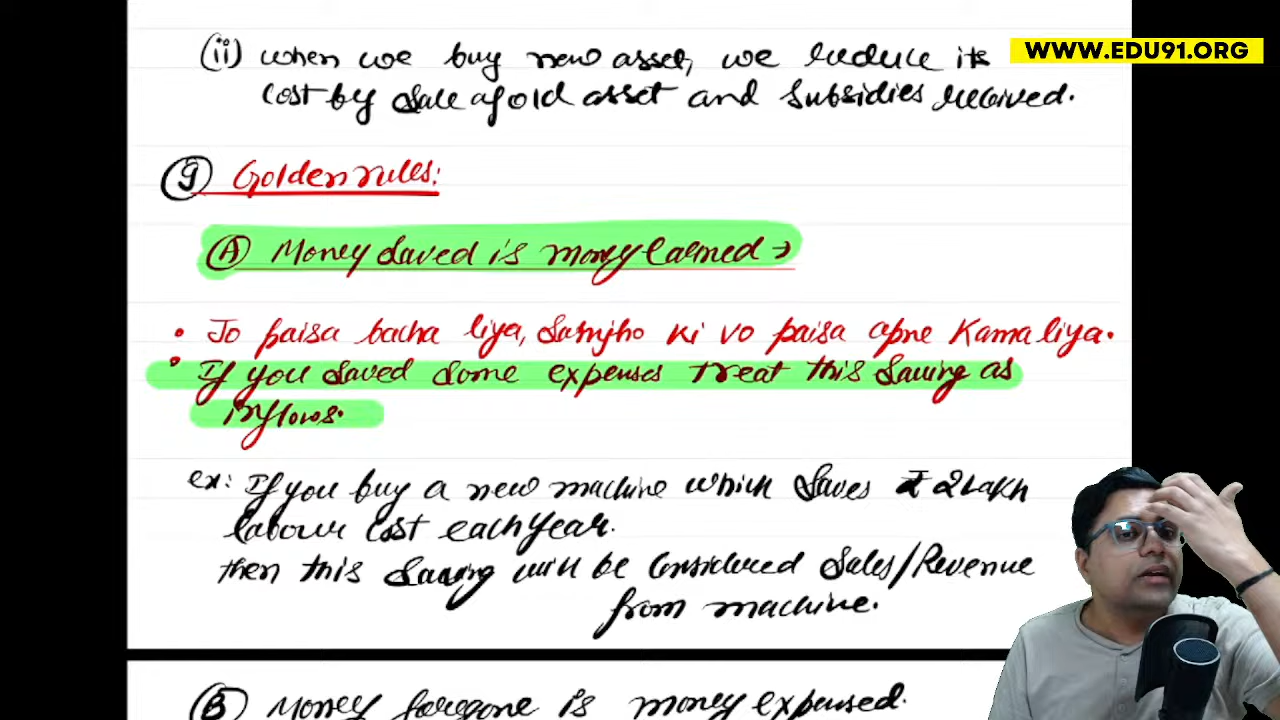 (ii) when we buy new asset, we reduce its
WWW.EDU91.ORG
cost by sale of old asset and subsidies received.
(9) Golden rules:
(A) Money saved is money earned →
• Jo paisa bacha liya, Samjho ki vo paisa apne Kama liya.
• If you saved some expenses treat this saving as
inflows.
ex: If you buy a new machine which saves ₹ 2 Lakh
labour cost each year.
then this saving will be considered Sales/Revenue
from machine.
(B) Money foregone is money expensed.